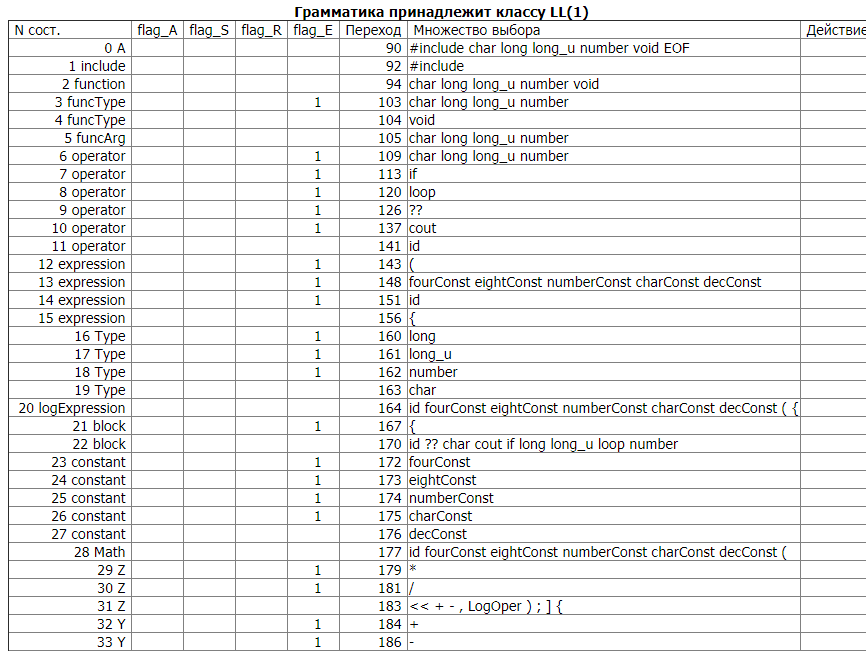 Грамматика принадлежит классу LL(1)
N сост. flag_A flag_S flag_R flag_E Переход Множество выбора Действие
0 A 90 #include char long long_u number void EOF
1 include 92 #include
2 function 94 char long long_u number void
3 funcType 1 103 char long long_u number
4 funcType 104 void
5 funcArg 105 char long long_u number
6 operator 1 109 char long long_u number
7 operator 1 113 if
8 operator 1 120 loop
9 operator 1 126 ??
10 operator 1 137 cout
11 operator 141 id
12 expression 1 143 (
13 expression 1 148 fourConst eightConst numberConst charConst decConst
14 expression 1 151 id
15 expression 156 {
16 Type 1 160 long
17 Type 1 161 long_u
18 Type 1 162 number
19 Type 163 char
20 logExpression 164 id fourConst eightConst numberConst charConst decConst ( {
21 block 1 167 {
22 block 170 id ?? char cout if long long_u loop number
23 constant 1 172 fourConst
24 constant 1 173 eightConst
25 constant 1 174 numberConst
26 constant 1 175 charConst
27 constant 176 decConst
28 Math 177 id fourConst eightConst numberConst charConst decConst (
29 Z 1 179 *
30 Z 1 181 /
31 Z 183 << + - , LogOper ) ; ] {
32 Y 1 184 +
33 Y 1 186 -